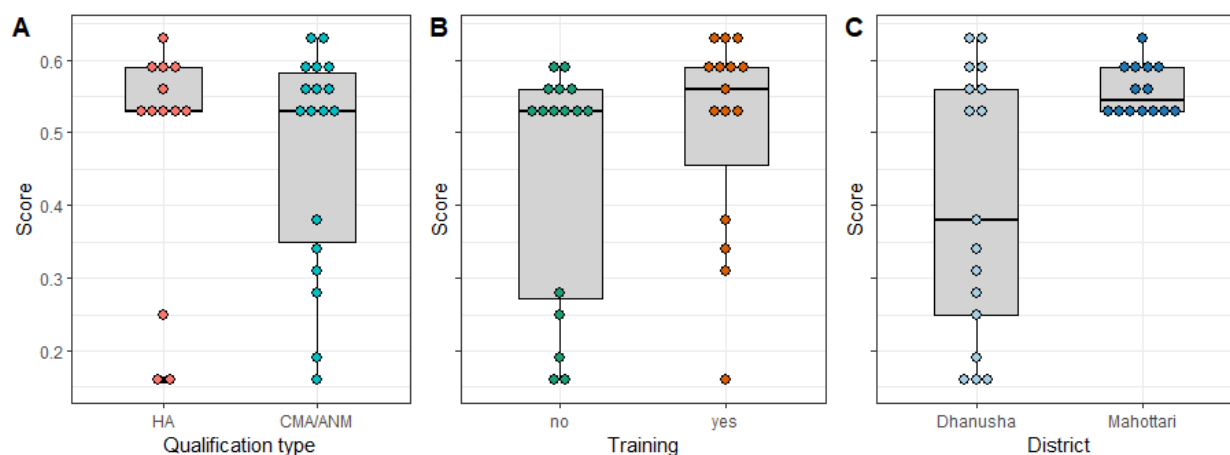 A
B
C
Score
0.6
0.5
0.4
0.3
0.2
HA
CMA/ANM
Qualification type
Score
no
yes
Training
Score
Dhanusha
Mahottari
District